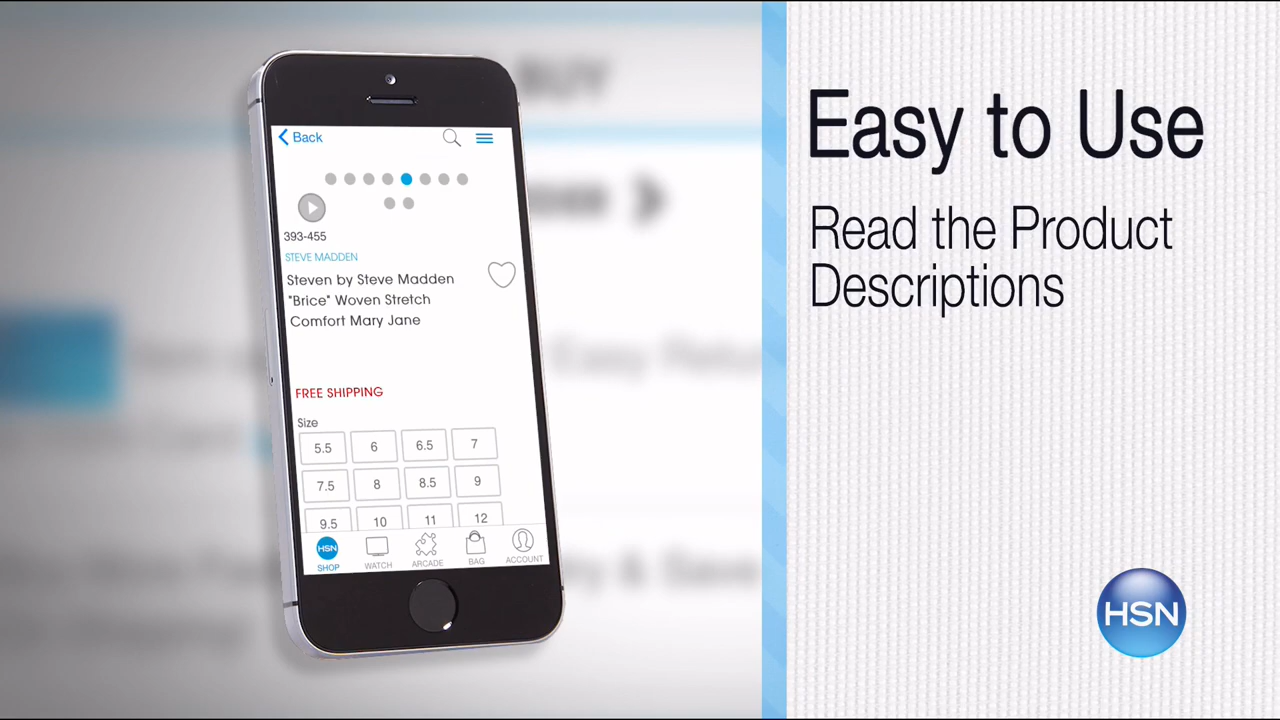 Back
393-455
STEVE MADDEN
Steven by Steve Madden
"Brice" Woven Stretch
Comfort Mary Jane
FREE SHIPPING
Size
5.5 6 6.5 7
7.5 8 8.5 9
9.5 10 11 12
HSN
SHOP WATCH ARCADE BAG ACCOUNT
BUY
Easy to Use
Read the Product
Descriptions
HSN